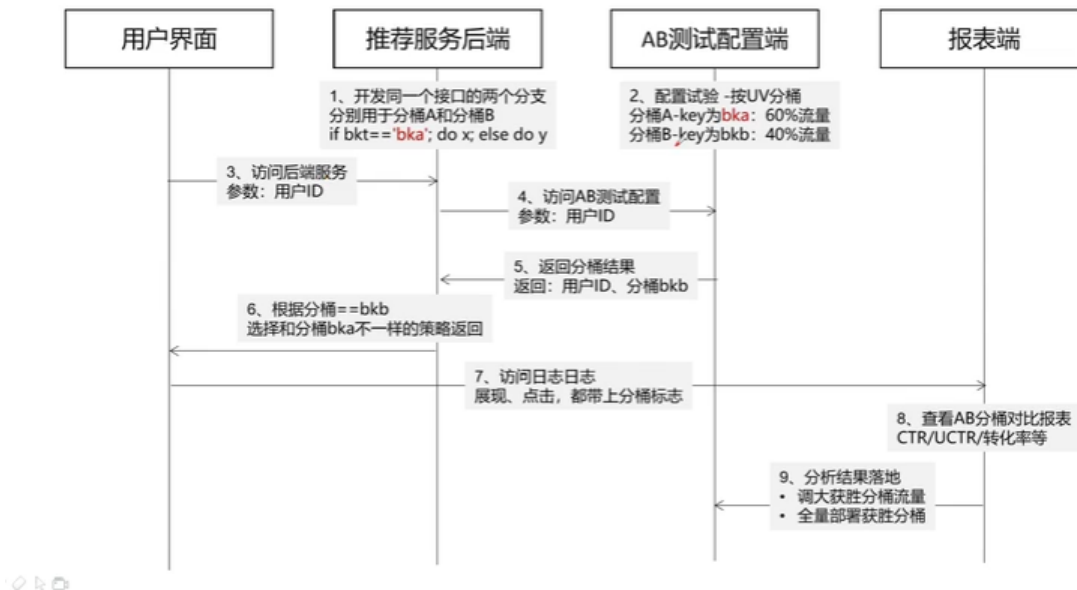 用户界面
推荐服务后端
AB测试配置端
报表端
1、开发同一个接口的两个分支
分别用于分桶A和分桶B
if bkt=='bka'; do x; else do y
2、配置试验 -按UV分桶
分桶A-key为bka：60%流量
分桶B-key为bkb：40%流量
3、访问后端服务
参数：用户ID
4、访问AB测试配置
参数：用户ID
5、返回分桶结果
返回：用户ID、分桶bkb
6、根据分桶==bkb
选择和分桶bka不一样的策略返回
7、访问日志日志
展现、点击，都带上分桶标志
8、查看AB分桶对比报表
CTR/UCTR/转化率等
9、分析结果落地
• 调大获胜分桶流量
• 全量部署获胜分桶